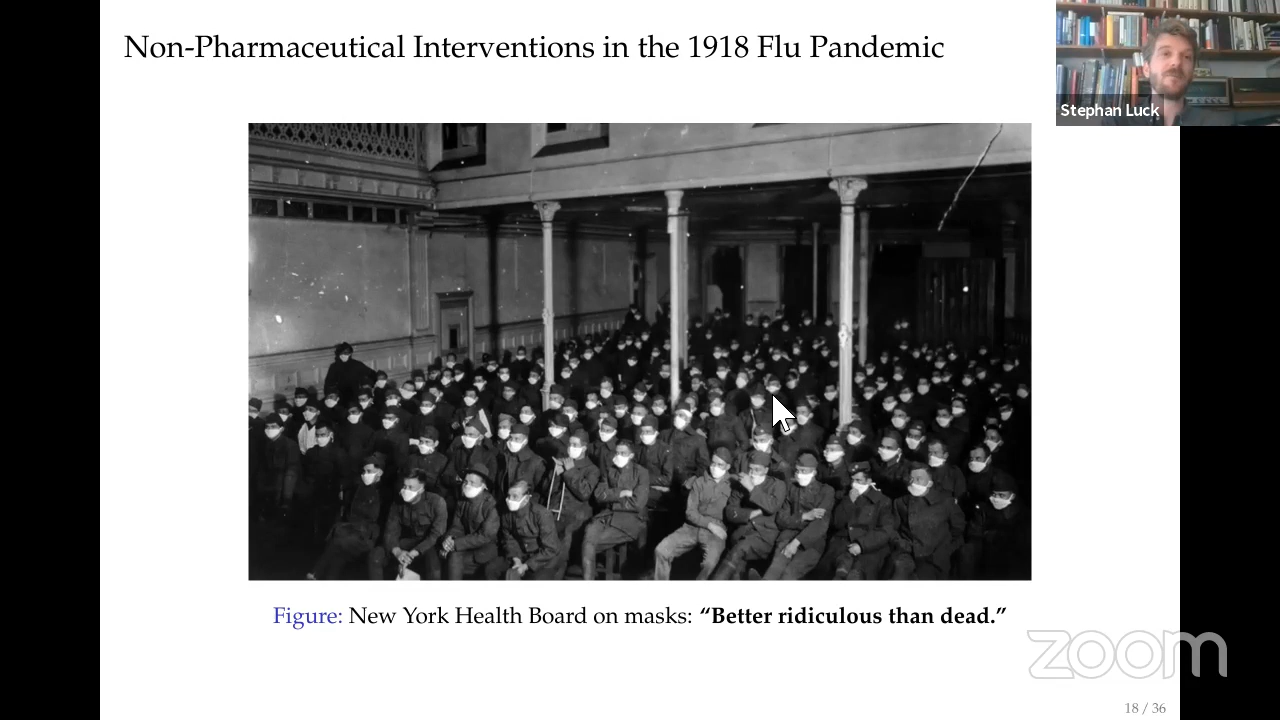 Non-Pharmaceutical Interventions in the 1918 Flu Pandemic
Stephan Luck
Figure: New York Health Board on masks: “Better ridiculous than dead.”
zoom
18 / 36